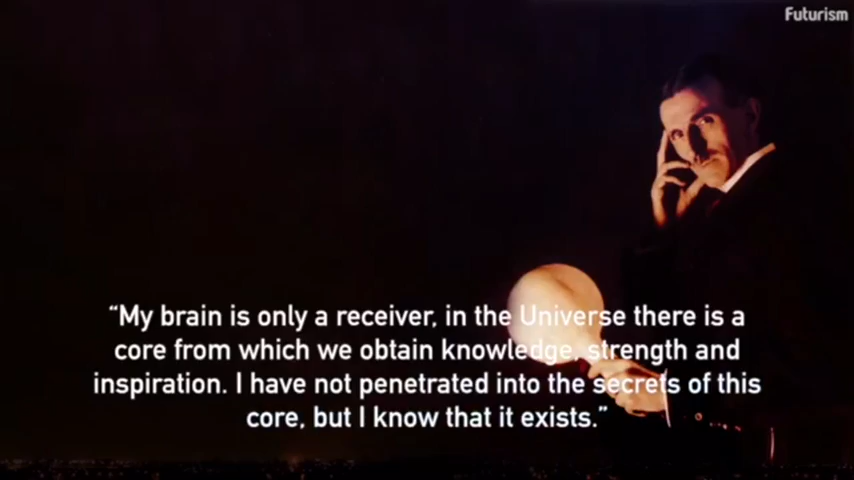 Futurism
“My brain is only a receiver, in the Universe there is a
core from which we obtain knowledge, strength and
inspiration. I have not penetrated into the secrets of this
core, but I know that it exists.”